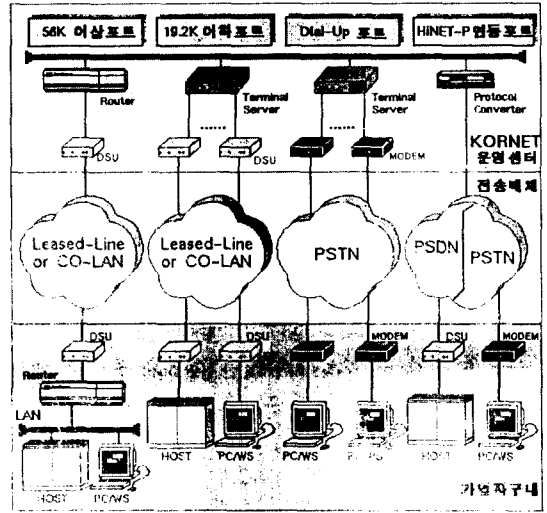 56K 이상포트 19.2K 이하포트 Dial-Up 포트 HiNET-P 연동포트
Router Terminal Server Terminal Server Protocol Converter
...... ......
DSU DSU MODEM KORNET 운영센터
전송매체
Leased-Line or CO-LAN Leased-Line or CO-LAN PSTN PSDN PSTN
DSU DSU MODEM DSU MODEM
Router
LAN
HOST PC/WS HOST PC/WS PC/WS HOST PC/WS
가입자구내